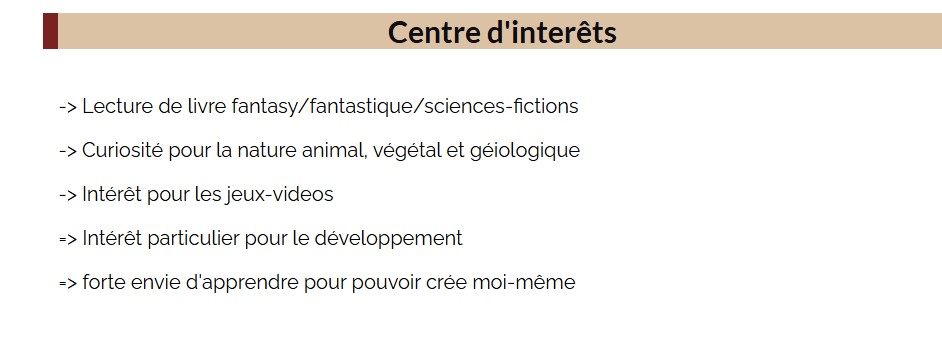 Centre d'interêts
-> Lecture de livre fantasy/fantastique/sciences-fictions
-> Curiosité pour la nature animal, végétal et géiologique
-> Intérêt pour les jeux-videos
=> Intérêt particulier pour le développement
=> forte envie d'apprendre pour pouvoir crée moi-même